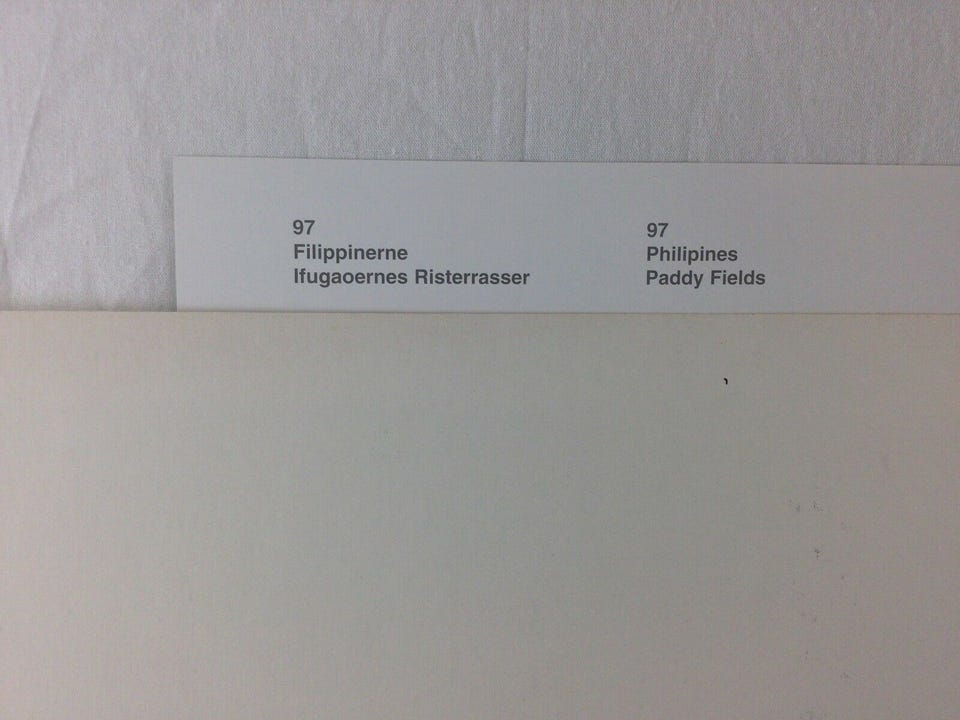 97
Filippinerne
Ifugaoernes Risterrasser
97
Philipines
Paddy Fields